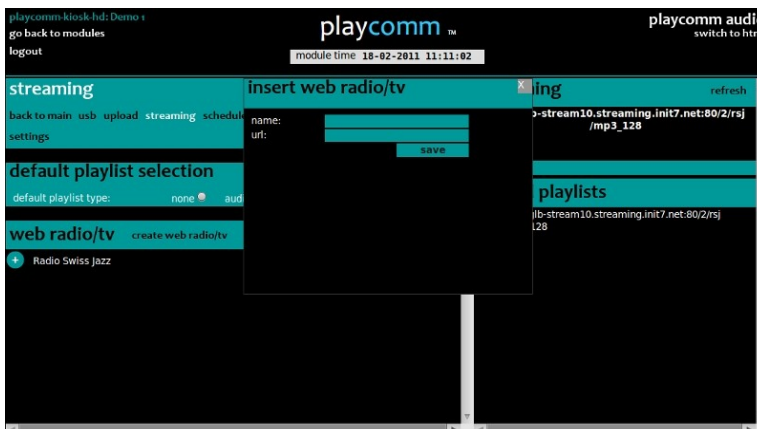 playcomm-kiosk-hd: Demo 1
go back to modules
logout
playcomm ™
module time 18-02-2011 11:11:02
playcomm audi
switch to htm
streaming
back to main usb upload streaming schedule
settings
default playlist selection
default playlist type: none audi
web radio/tv create web radio/tv
+ Radio Swiss Jazz
insert web radio/tv X
name:
url:
save
ing refresh
-stream10.streaming.init7.net:80/2/rsj
/mp3_128
playlists
glb-stream10.streaming.init7.net:80/2/rsj
128